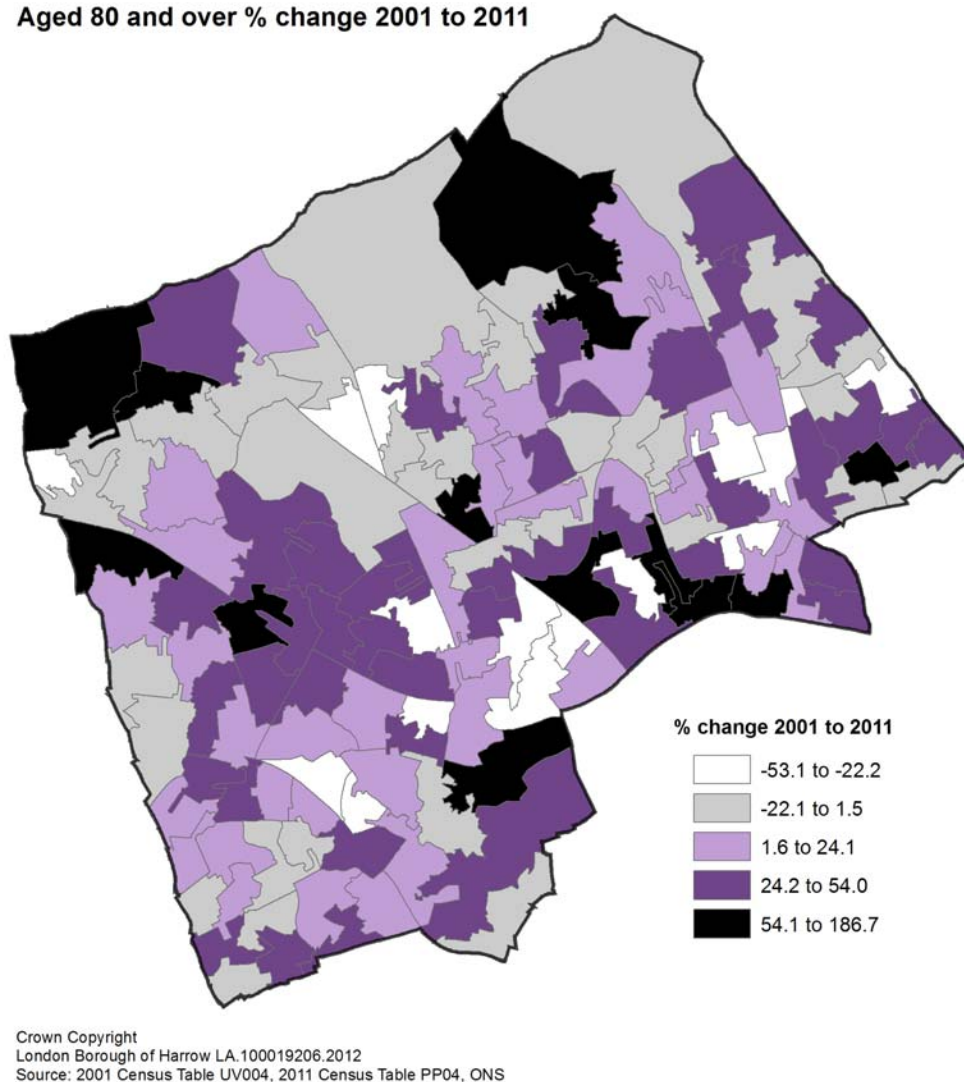 Aged 80 and over % change 2001 to 2011
% change 2001 to 2011
-53.1 to -22.2
-22.1 to 1.5
1.6 to 24.1
24.2 to 54.0
54.1 to 186.7
Crown Copyright
London Borough of Harrow LA.100019206.2012
Source: 2001 Census Table UV004, 2011 Census Table PP04, ONS